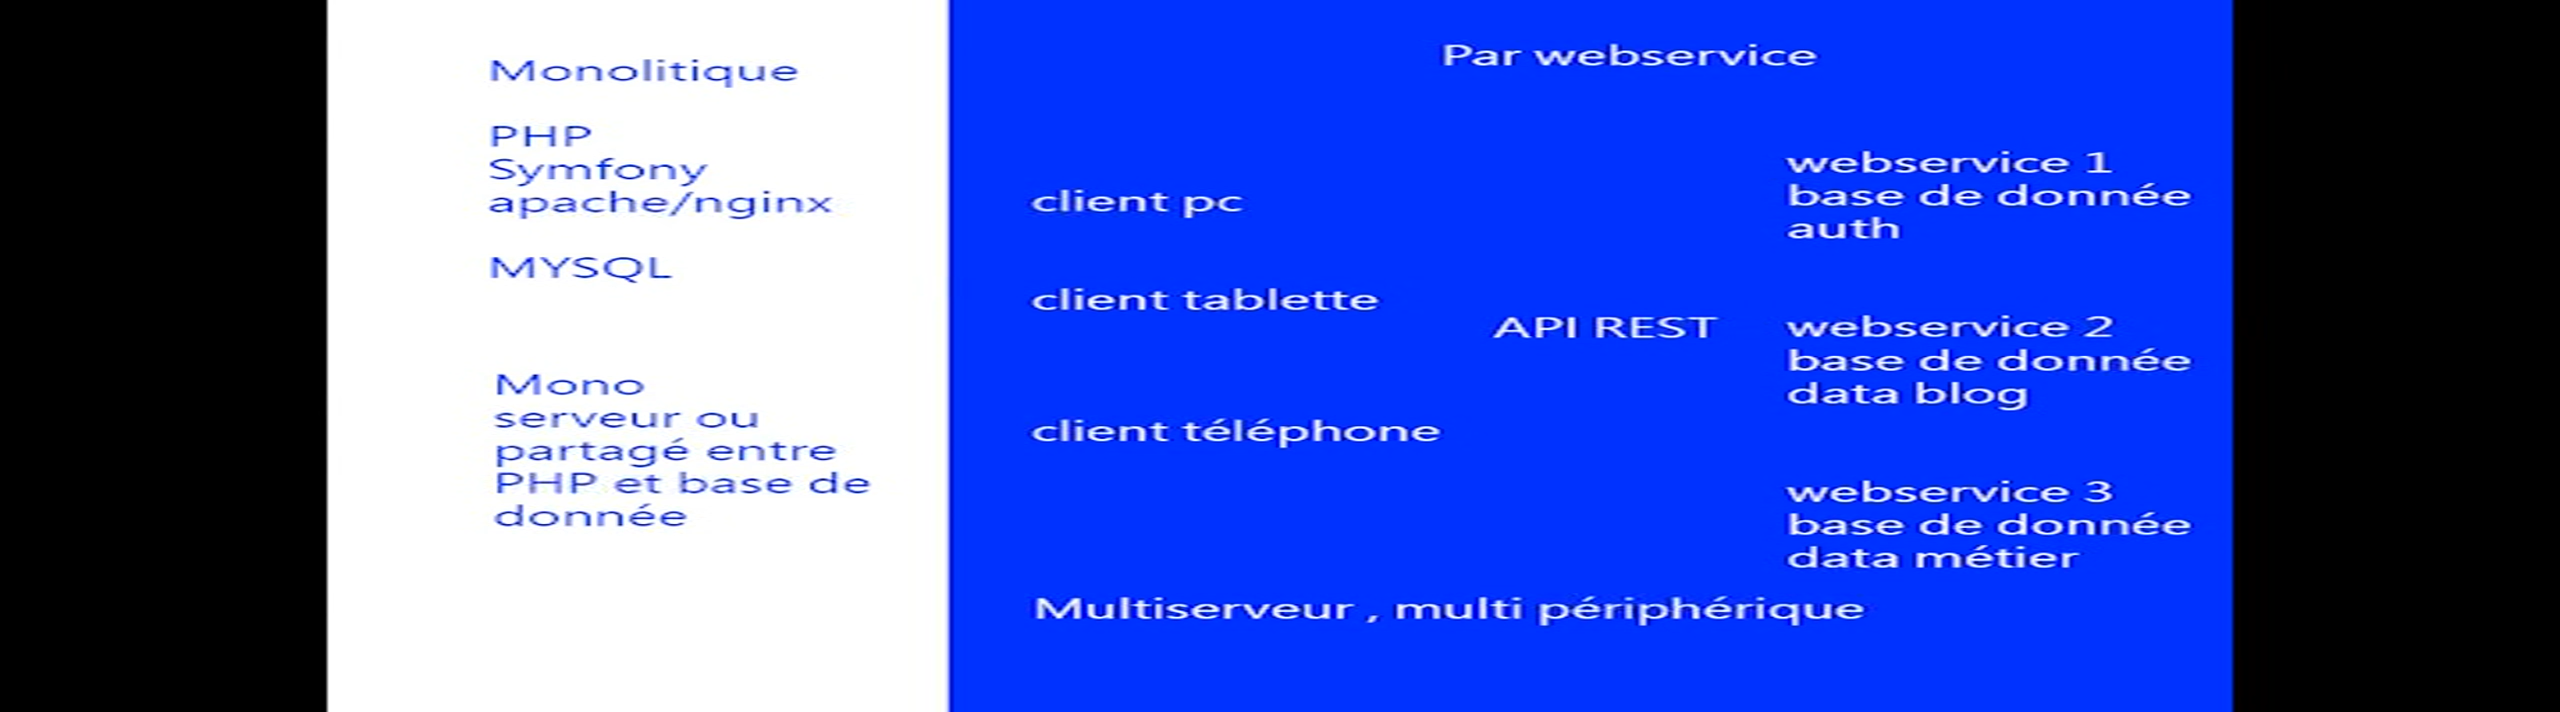 Monolitique
PHP
Symfony
apache/nginx
MYSQL
Mono
serveur ou
partagé entre
PHP et base de
donnée
Par webservice
client pc
client tablette
client téléphone
API REST
webservice 1
base de donnée
auth
webservice 2
base de donnée
data blog
webservice 3
base de donnée
data métier
Multiserveur , multi périphérique